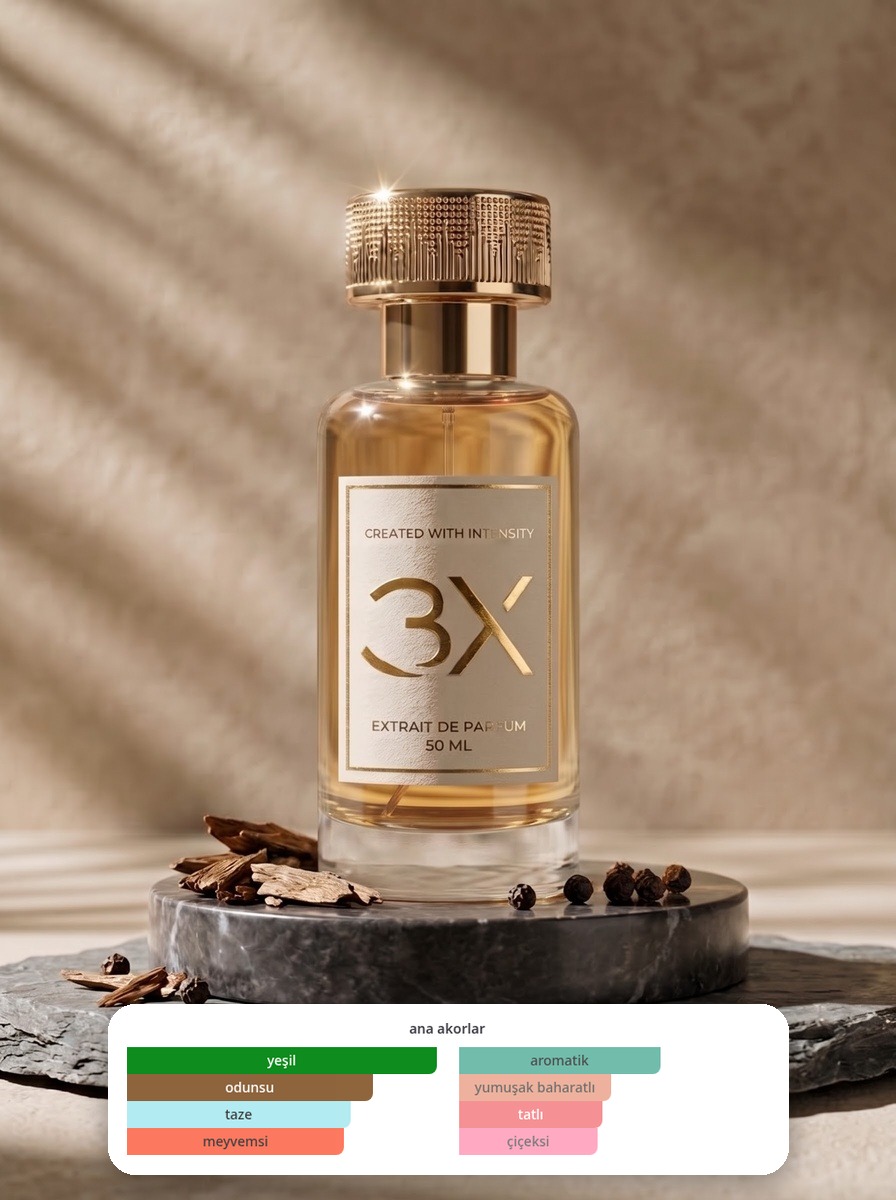 CREATED WITH INTENSITY
3X
EXTRAIT DE PARFUM
50 ML
ana akorlar
yeşil
odunsu
taze
meyvemsi
aromatik
yumuşak baharatlı
tatlı
çiçeksi